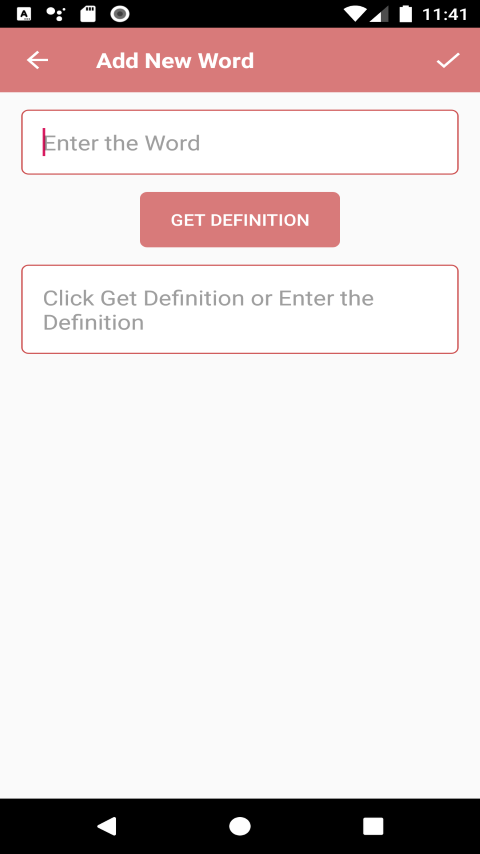 11:41
Add New Word
Enter the Word
GET DEFINITION
Click Get Definition or Enter the
Definition